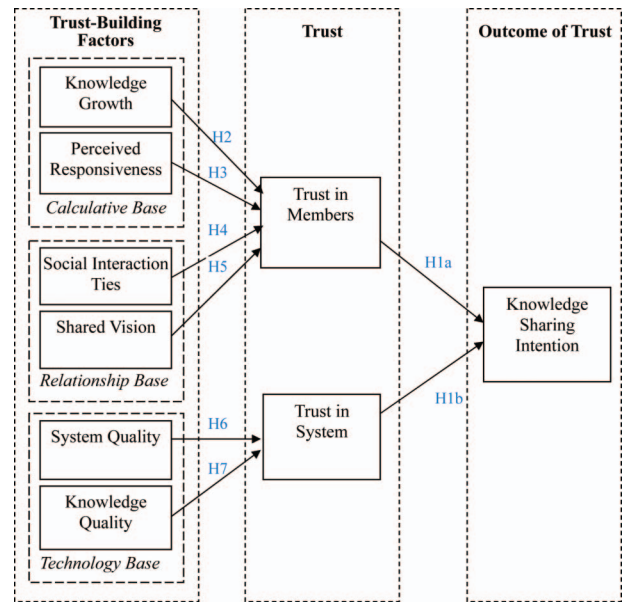 Trust-Building
Factors
Knowledge
Growth
Perceived
Responsiveness
Calculative Base
Social Interaction
Ties
Shared Vision
Relationship Base
System Quality
Knowledge
Quality
Technology Base
H2
H3
H4
H5
H6
H7
Trust
Trust in
Members
Trust in
System
H1a
H1b
Outcome of Trust
Knowledge
Sharing
Intention